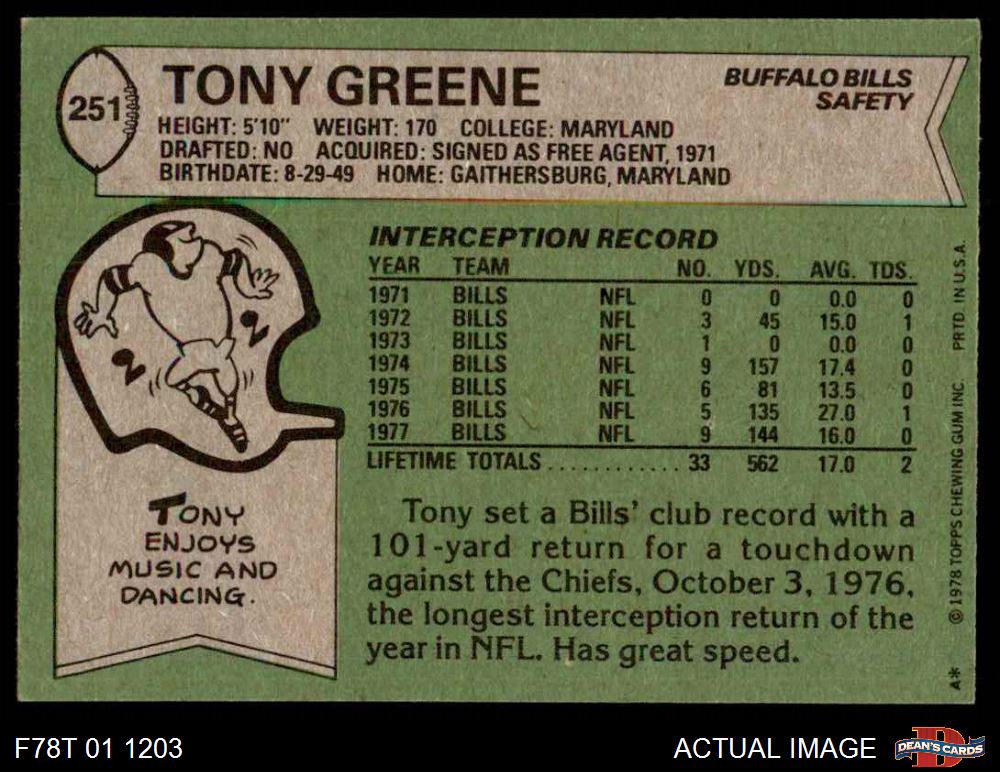 251
TONY GREENE
BUFFALO BILLS
SAFETY
HEIGHT: 5'10" WEIGHT: 170 COLLEGE: MARYLAND
DRAFTED: NO ACQUIRED: SIGNED AS FREE AGENT, 1971
BIRTHDATE: 8-29-49 HOME: GAITHERSBURG, MARYLAND
INTERCEPTION RECORD
YEAR TEAM NO. YDS. AVG. TDS.
1971 BILLS NFL 0 0 0.0 0
1972 BILLS NFL 3 45 15.0 1
1973 BILLS NFL 1 0 0.0 0
1974 BILLS NFL 9 157 17.4 0
1975 BILLS NFL 6 81 13.5 0
1976 BILLS NFL 5 135 27.0 1
1977 BILLS NFL 9 144 16.0 0
LIFETIME TOTALS............ 33 562 17.0 2
TONY
ENJOYS
MUSIC AND
DANCING.
Tony set a Bills' club record with a
101-yard return for a touchdown
against the Chiefs, October 3, 1976,
the longest interception return of the
year in NFL. Has great speed.
A* © 1978 TOPPS CHEWING GUM INC. PRTD. IN U.S.A.
F78T 01 1203
ACTUAL IMAGE
D
DEAN'S CARDS